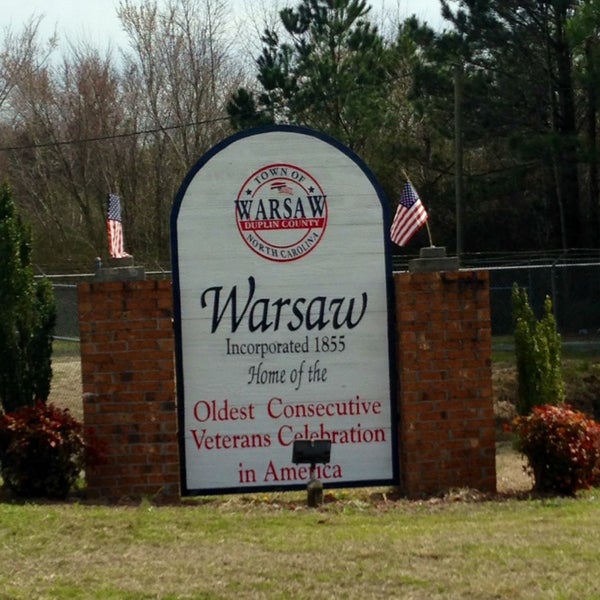 TOWN OF
WARSAW
DUPLIN COUNTY
NORTH CAROLINA
Warsaw
Incorporated 1855
Home of the
Oldest Consecutive
Veterans Celebration
in America